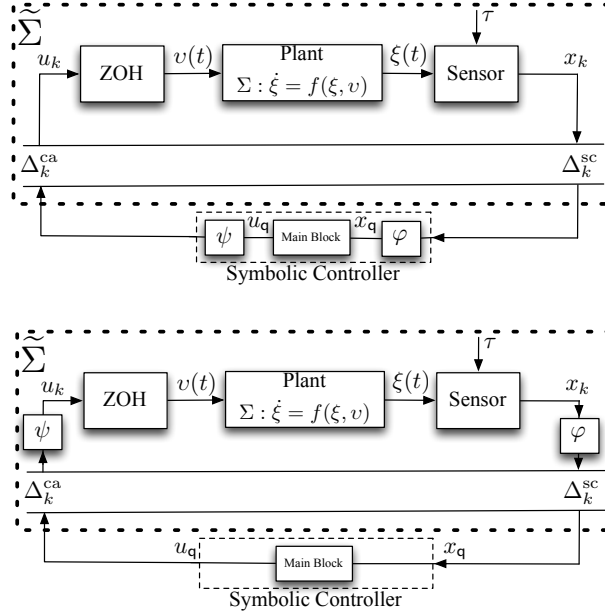 Σ̃
τ
u_k
ZOH
υ(t)
Plant
Σ : ξ̇ = f(ξ, υ)
ξ(t)
Sensor
x_k
Δ_k^ca
Δ_k^sc
ψ
u_q
Main Block
x_q
φ
Symbolic Controller
Σ̃
τ
u_k
ZOH
υ(t)
Plant
Σ : ξ̇ = f(ξ, υ)
ξ(t)
Sensor
x_k
ψ
φ
Δ_k^ca
Δ_k^sc
u_q
Main Block
x_q
Symbolic Controller